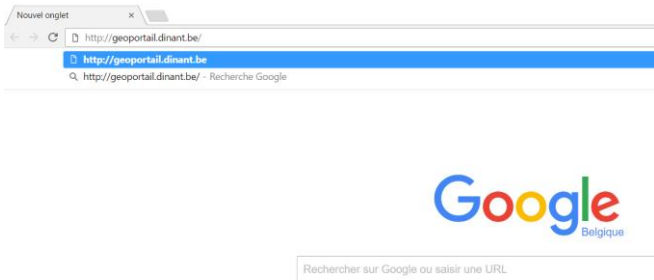 Nouvel onglet
http://geoportail.dinant.be/
http://geoportail.dinant.be
http://geoportail.dinant.be/ - Recherche Google
Google
Belgique
Rechercher sur Google ou saisir une URL